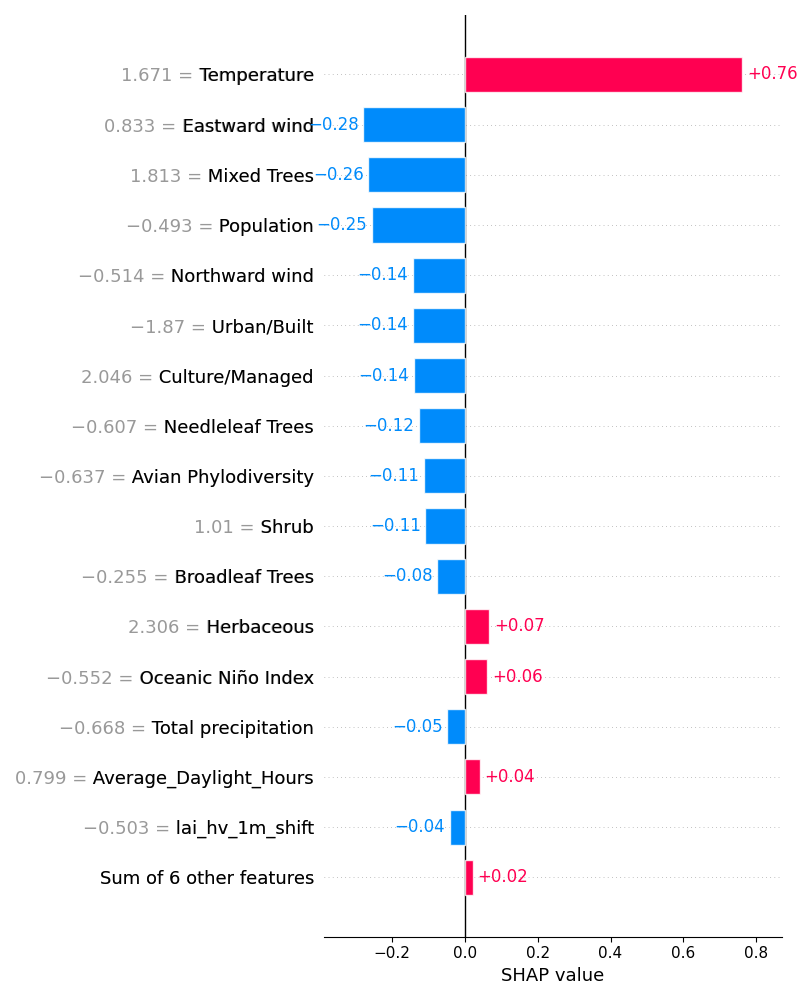 1.671 = Temperature +0.76
0.833 = Eastward wind −0.28
1.813 = Mixed Trees −0.26
−0.493 = Population −0.25
−0.514 = Northward wind −0.14
−1.87 = Urban/Built −0.14
2.046 = Culture/Managed −0.14
−0.607 = Needleleaf Trees −0.12
−0.637 = Avian Phylodiversity −0.11
1.01 = Shrub −0.11
−0.255 = Broadleaf Trees −0.08
2.306 = Herbaceous +0.07
−0.552 = Oceanic Niño Index +0.06
−0.668 = Total precipitation −0.05
0.799 = Average_Daylight_Hours +0.04
−0.503 = lai_hv_1m_shift −0.04
Sum of 6 other features +0.02
−0.2 0.0 0.2 0.4 0.6 0.8
SHAP value